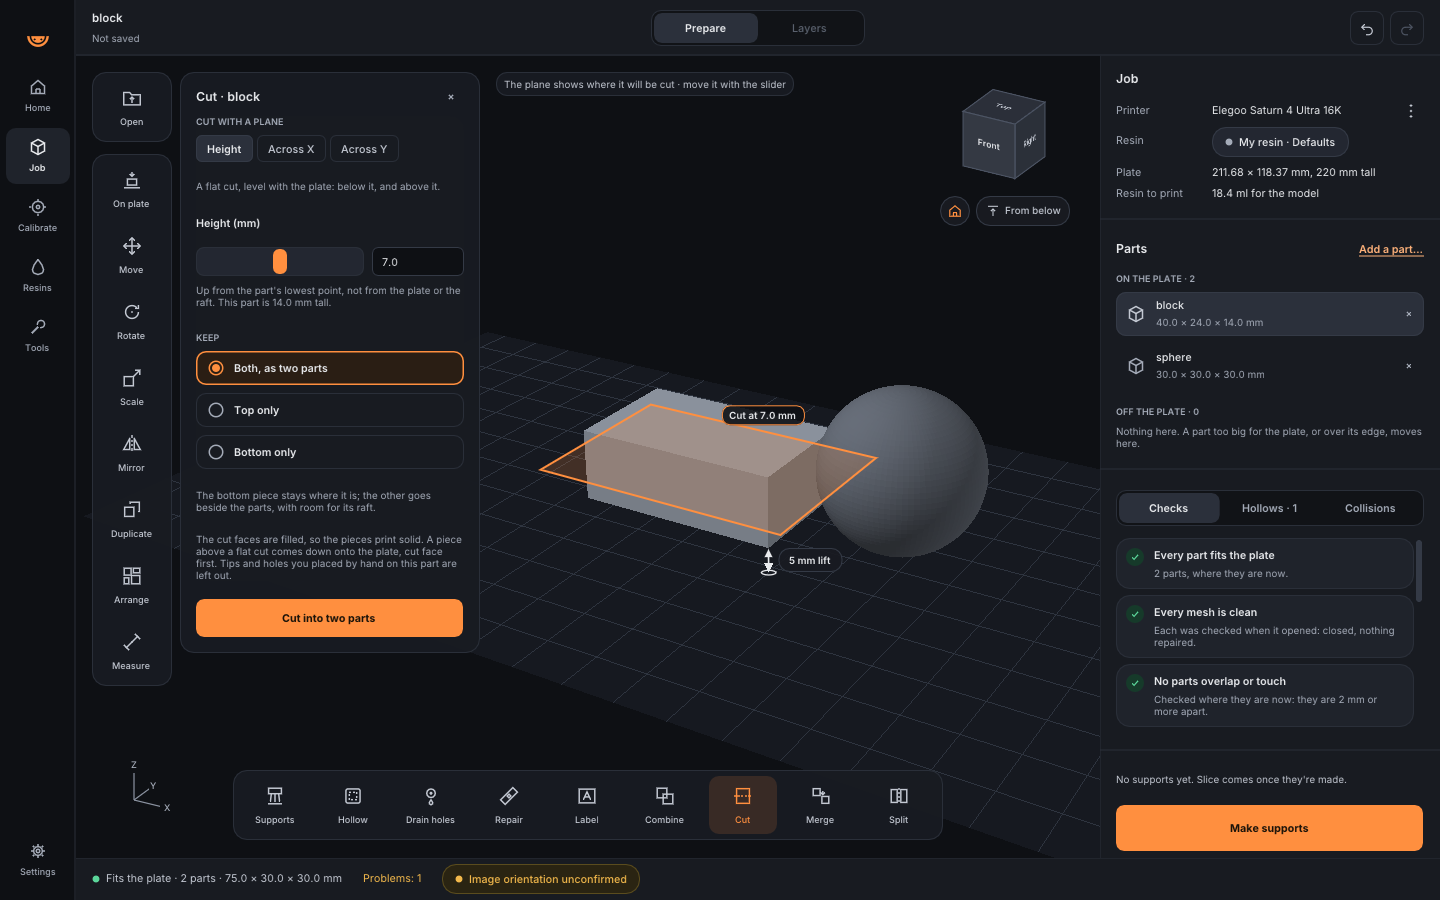 block
Not saved
Prepare
Layers
Home
Job
Calibrate
Resins
Tools
Settings
Open
On plate
Move
Rotate
Scale
Mirror
Duplicate
Arrange
Measure
Cut · block
CUT WITH A PLANE
Height
Across X
Across Y
A flat cut, level with the plate: below it, and above it.
Height (mm)
7.0
Up from the part's lowest point, not from the plate or the
raft. This part is 14.0 mm tall.
KEEP
Both, as two parts
Top only
Bottom only
The bottom piece stays where it is; the other goes
beside the parts, with room for its raft.
The cut faces are filled, so the pieces print solid. A piece
above a flat cut comes down onto the plate, cut face
first. Tips and holes you placed by hand on this part are
left out.
Cut into two parts
The plane shows where it will be cut · move it with the slider
Top
Front
Right
From below
Cut at 7.0 mm
5 mm lift
Z
Y
X
Supports
Hollow
Drain holes
Repair
Label
Combine
Cut
Merge
Split
Job
Printer
Elegoo Saturn 4 Ultra 16K
Resin
My resin · Defaults
Plate
211.68 × 118.37 mm, 220 mm tall
Resin to print
18.4 ml for the model
Parts
Add a part...
ON THE PLATE · 2
block
40.0 × 24.0 × 14.0 mm
sphere
30.0 × 30.0 × 30.0 mm
OFF THE PLATE · 0
Nothing here. A part too big for the plate, or over its edge, moves
here.
Checks
Hollows · 1
Collisions
Every part fits the plate
2 parts, where they are now.
Every mesh is clean
Each was checked when it opened: closed, nothing
repaired.
No parts overlap or touch
Checked where they are now: they are 2 mm or
more apart.
No supports yet. Slice comes once they're made.
Make supports
Fits the plate · 2 parts · 75.0 × 30.0 × 30.0 mm
Problems: 1
Image orientation unconfirmed